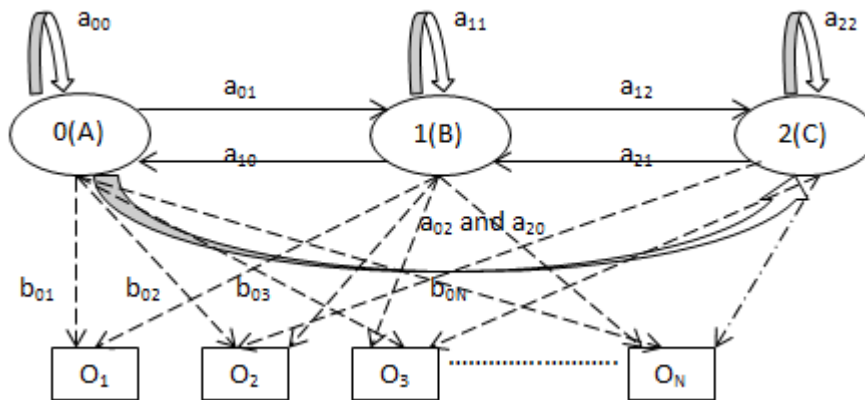 a₀₀ a₁₁ a₂₂
a₀₁ a₁₂
0(A) 1(B) 2(C)
a₁₀ a₂₁
a₀₂ and a₂₀
b₀₁ b₀₂ b₀₃ b₀N
O₁ O₂ O₃ O_N